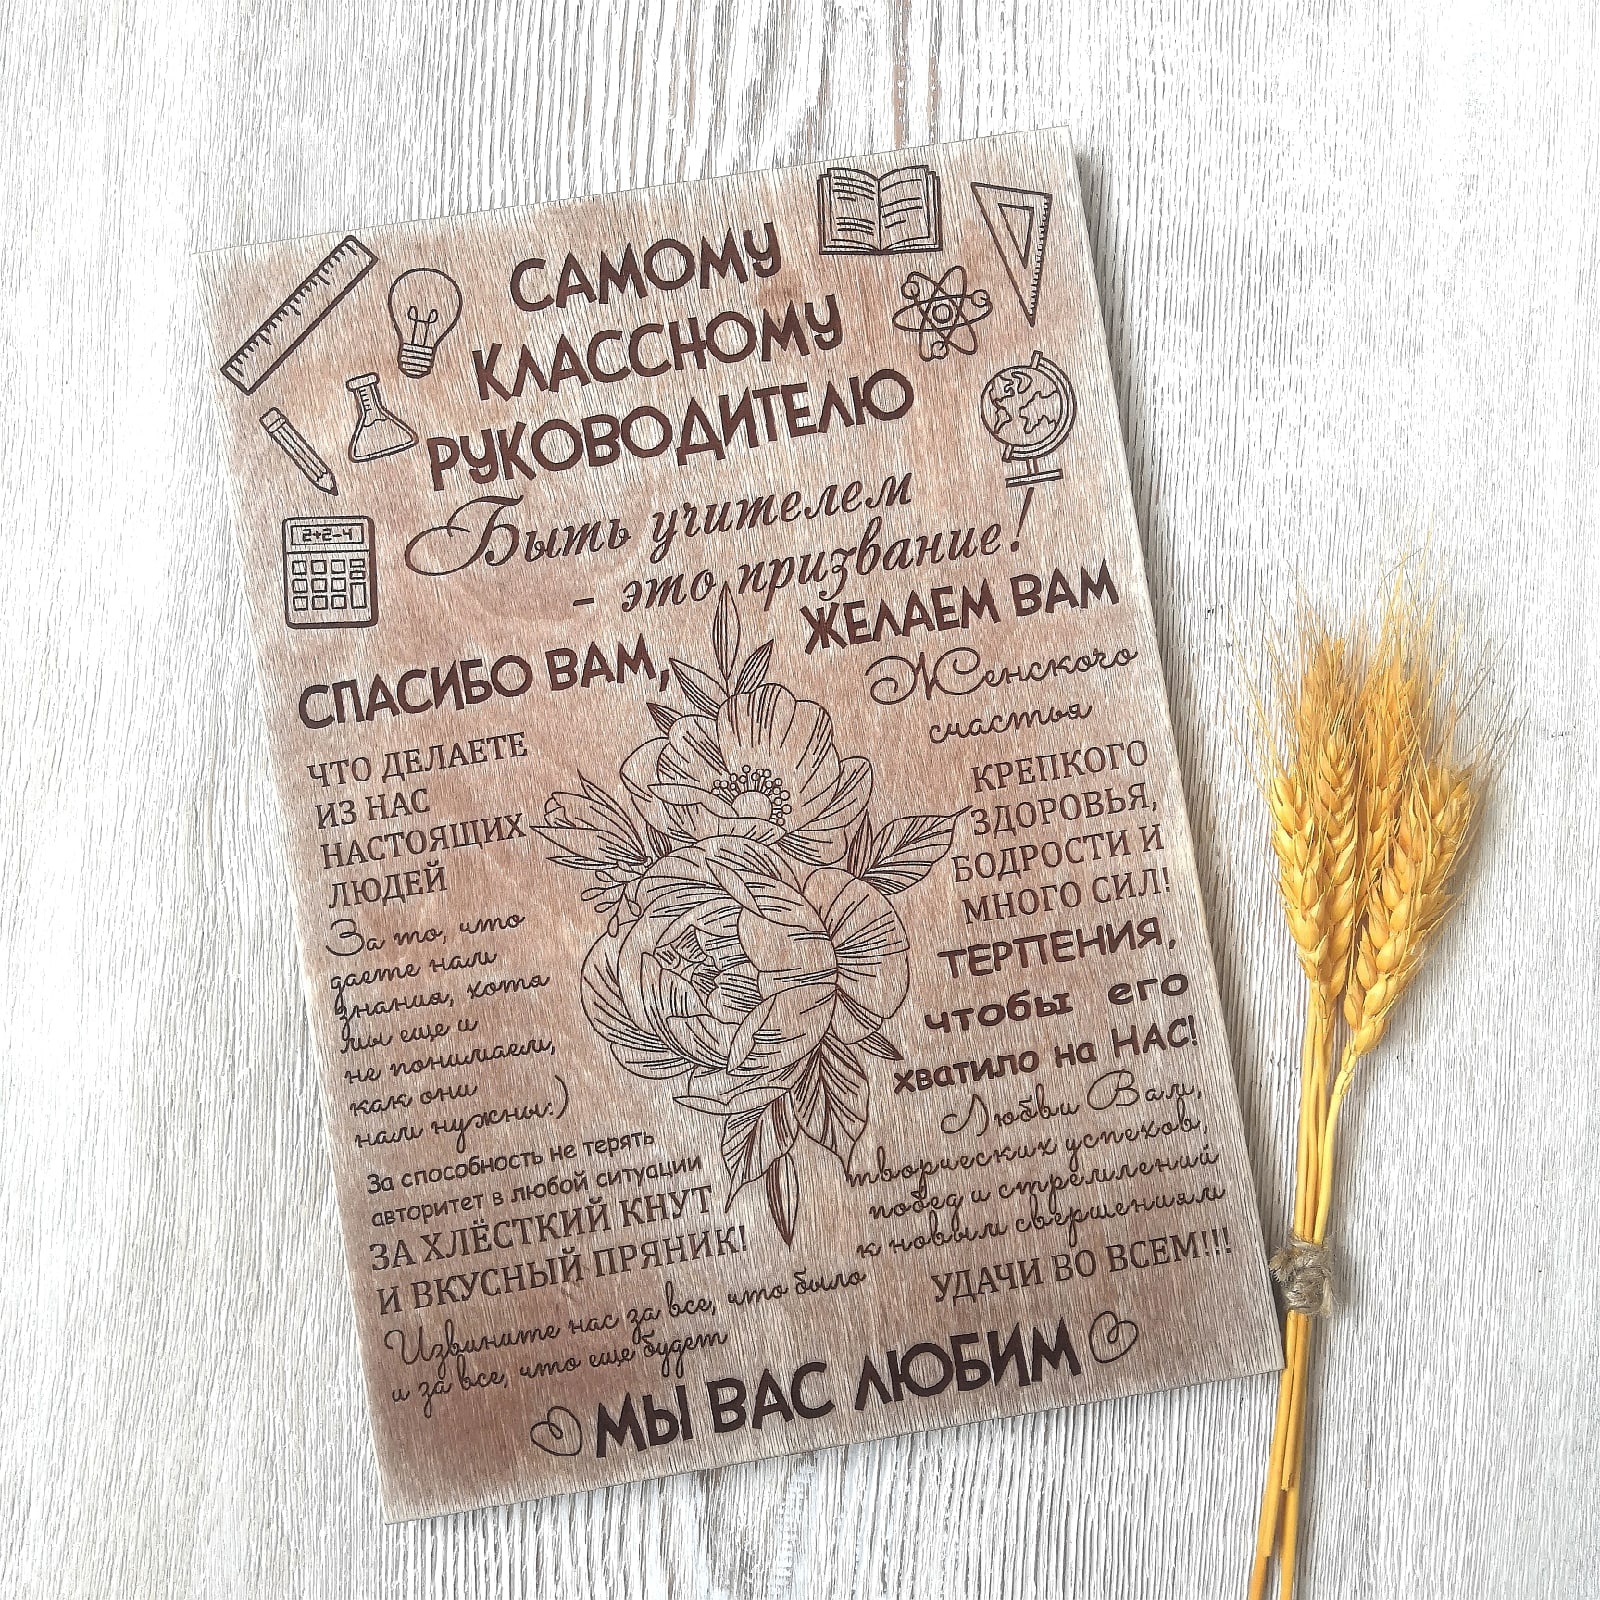 САМОМУ
КЛАССНОМУ
РУКОВОДИТЕЛЮ
Быть учителем
- это призвание!
2+2=4
СПАСИБО ВАМ,
ЧТО ДЕЛАЕТЕ
ИЗ НАС
НАСТОЯЩИХ
ЛЮДЕЙ
За то, что
даете нам
знания, хотя
мы еще и
не понимаем,
как они
нам нужны:)
За способность не терять
авторитет в любой ситуации
ЗА ХЛЁСТКИЙ КНУТ
И ВКУСНЫЙ ПРЯНИК!
Извините нас за все, что было
и за все, что еще будет
ЖЕЛАЕМ ВАМ
Женского
счастья
КРЕПКОГО
ЗДОРОВЬЯ,
БОДРОСТИ И
МНОГО СИЛ!
ТЕРПЕНИЯ,
чтобы его
хватило на НАС!
Любви Вам,
творческих успехов,
побед и стремлений
к новым свершениям
УДАЧИ ВО ВСЕМ!!!
МЫ ВАС ЛЮБИМ